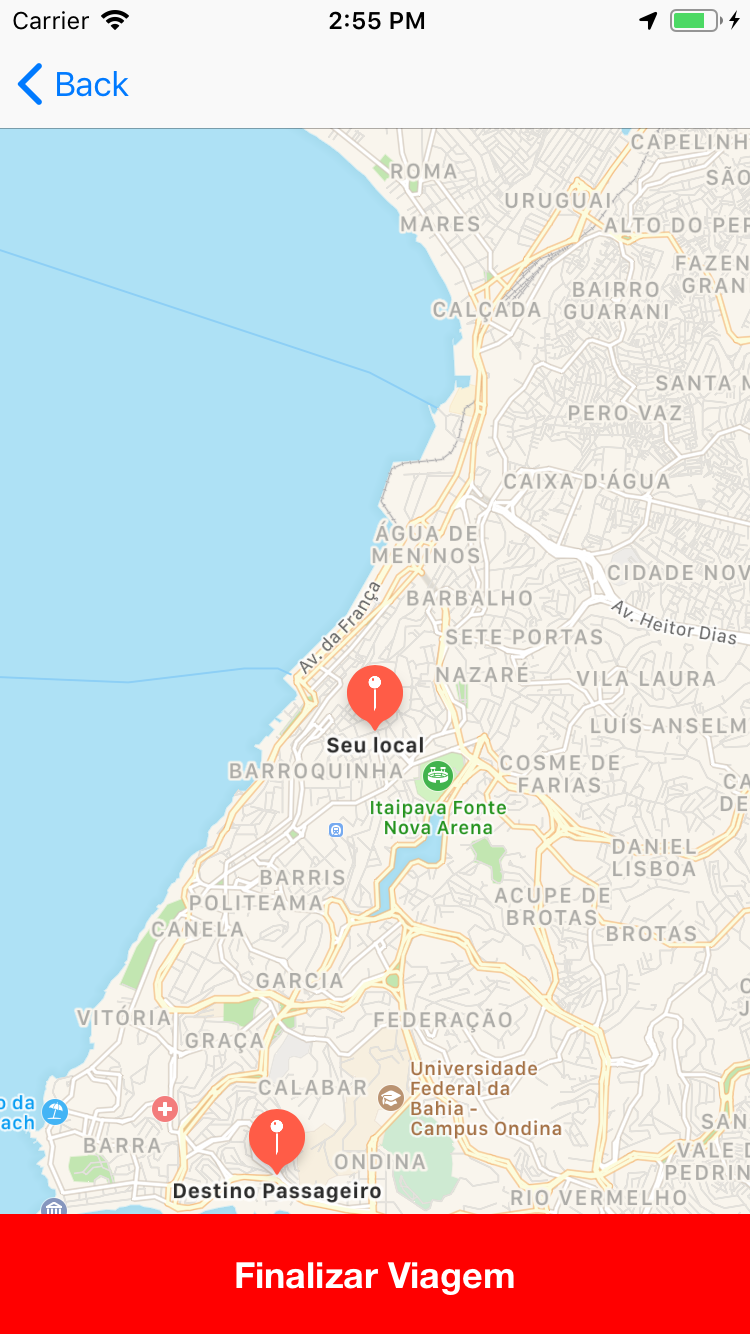 Carrier 2:55 PM
Back
CAPELINH
ROMA
SÃO
URUGUAI
MARES
ALTO DO PER
FAZEN
GRAN
BAIRRO
GUARANI
CALÇADA
SANTA M
PERO VAZ
CAIXA D'ÁGUA
ÁGUA DE
MENINOS
CIDADE NOV
BARBALHO
Av. da França
Av. Heitor Dias
SETE PORTAS
NAZARÉ
VILA LAURA
LUÍS ANSELM
Seu local
BARROQUINHA
COSME DE
FARIAS
CA
DE
Itaipava Fonte
Nova Arena
DANIEL
LISBOA
BARRIS
POLITEAMA
ACUPE DE
BROTAS
CANELA
BROTAS
GARCIA
C
J
VITÓRIA
FEDERAÇÃO
GRAÇA
Universidade
Federal da
Bahia -
Campus Ondina
CALABAR
o da
ach
SAN
BARRA
ONDINA
VALE D
PEDRIN
Destino Passageiro
RIO VERMELHO
Finalizar Viagem